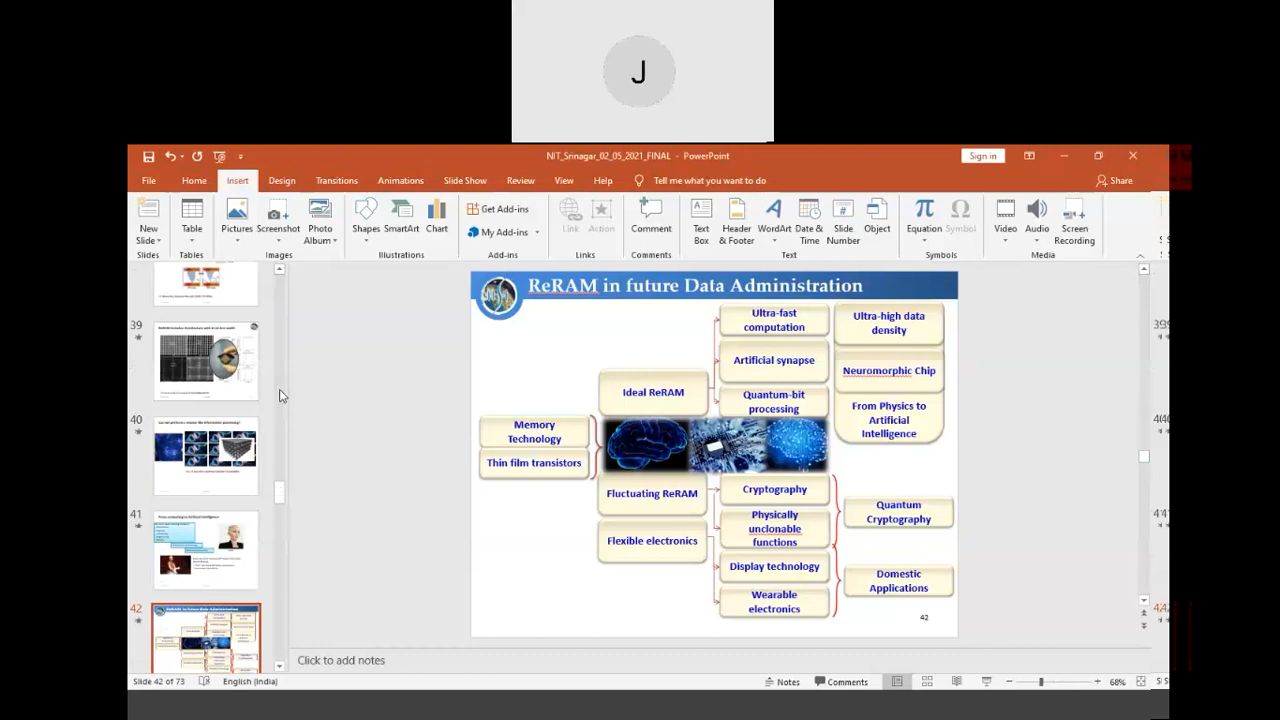 J
NIT_Srinagar_02_05_2021_FINAL - PowerPoint
Sign in
File Home Insert Design Transitions Animations Slide Show Review View Help Tell me what you want to do Share
New Slide
Table
Pictures
Screenshot
Photo Album
Shapes
SmartArt
Chart
Get Add-ins
My Add-ins
Link
Action
Comment
Text Box
Header & Footer
WordArt
Date & Time
Slide Number
Object
Equation
Symbol
Video
Audio
Screen Recording
Slides Tables Images Illustrations Add-ins Links Comments Text Symbols Media
39
40
41
42
ReRAM in future Data Administration
Ultra-fast
computation
Ultra-high data
density
Artificial synapse
Neuromorphic Chip
Ideal ReRAM
Quantum-bit
processing
From Physics to
Artificial
Intelligence
Memory
Technology
Thin film transistors
Fluctuating ReRAM
Cryptography
Physically
unclonable
functions
Quantum
Cryptography
Flexible electronics
Display technology
Wearable
electronics
Domestic
Applications
42
Click to add notes
Slide 42 of 73 English (India) Notes Comments 68%